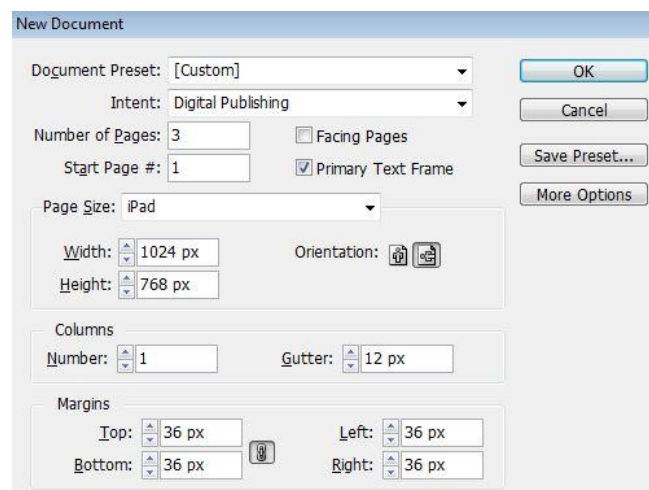 New Document
Document Preset: [Custom]
OK
Intent: Digital Publishing
Cancel
Number of Pages: 3 Facing Pages
Save Preset...
Start Page #: 1 Primary Text Frame
More Options
Page Size: iPad
Width: 1024 px Orientation:
Height: 768 px
Columns
Number: 1 Gutter: 12 px
Margins
Top: 36 px Left: 36 px
Bottom: 36 px Right: 36 px